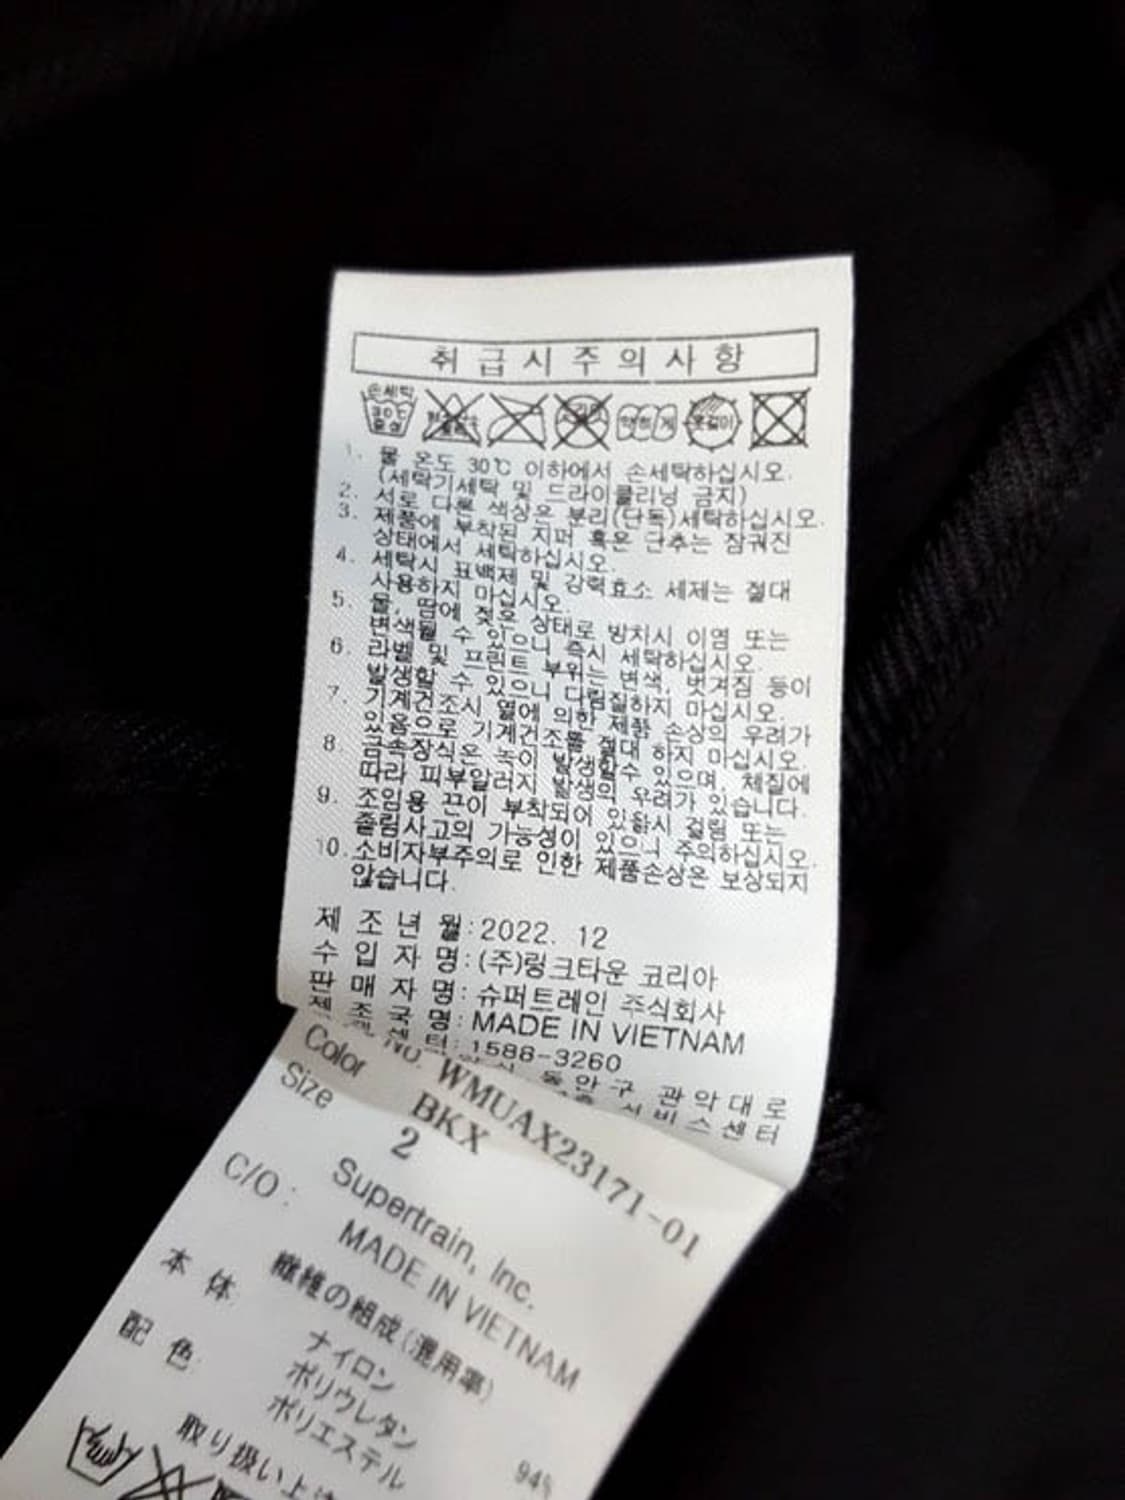 취급시주의사항
손세탁
30℃
중성
약하게
옷걸이
1. 물 온도 30℃ 이하에서 손세탁하십시오.
(세탁기세탁 및 드라이클리닝 금지)
2. 서로 다른 색상은 분리(단독)세탁하십시오.
3. 제품에 부착된 지퍼 혹은 단추는 잠궈진
상태에서 세탁하십시오.
4. 세탁시 표백제 및 강력효소 세제는 절대
사용하지 마십시오.
5. 물, 땀에 젖은 상태로 방치시 이염 또는
변색될 수 있으니 즉시 세탁하십시오.
6. 라벨 및 프린트 부위는 변색, 벗겨짐 등이
발생할 수 있으니 다림질하지 마십시오.
7. 기계건조시 열에 의한 제품 손상의 우려가
있음으로 기계건조를 절대 하지 마십시오.
8. 금속장식은 녹이 발생할수 있으며, 체질에
따라 피부알러지 발생의 우려가 있습니다.
9. 조임용 끈이 부착되어 있을시 걸림 또는
졸림사고의 가능성이 있으니 주의하십시오.
10. 소비자부주의로 인한 제품손상은 보상되지
않습니다.
제조년월:2022. 12
수입자명:(주)링크타운 코리아
판매자명:슈퍼트레인 주식회사
제조국명:MADE IN VIETNAM
센터:1588-3260
동안구 관악대로
서비스센터
No. WMUAX23171-01
Color BKX
Size 2
Supertrain, Inc.
C/O: MADE IN VIETNAM
繊維の組成(混用率)
本体 ナイロン 94%
ポリウレタン
配色 ポリエステル
取り扱い上